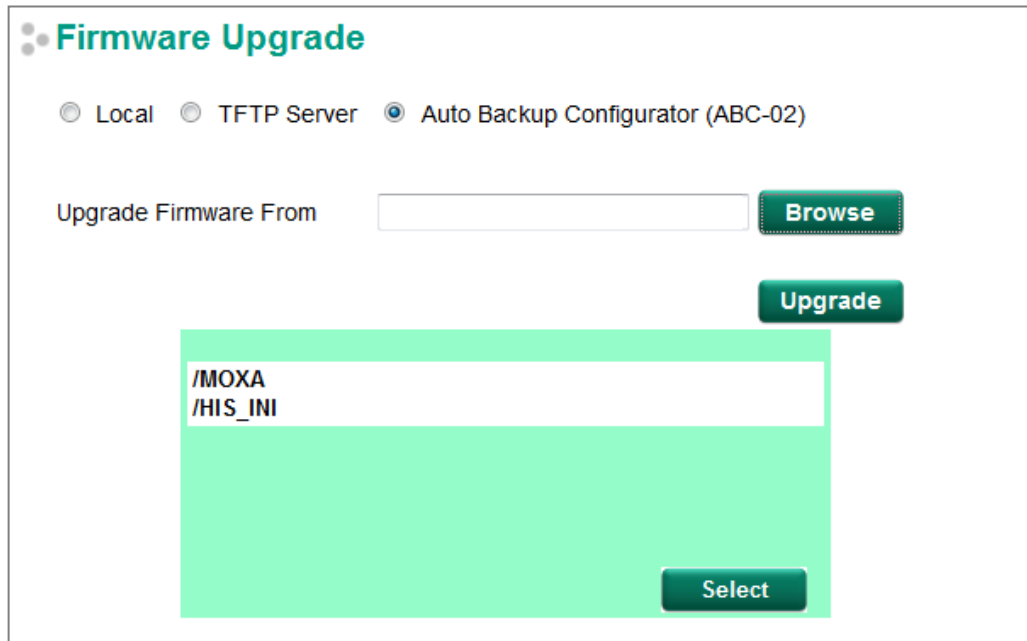 Firmware Upgrade
Local TFTP Server Auto Backup Configurator (ABC-02)
Upgrade Firmware From Browse
Upgrade
/MOXA
/HIS_INI
Select